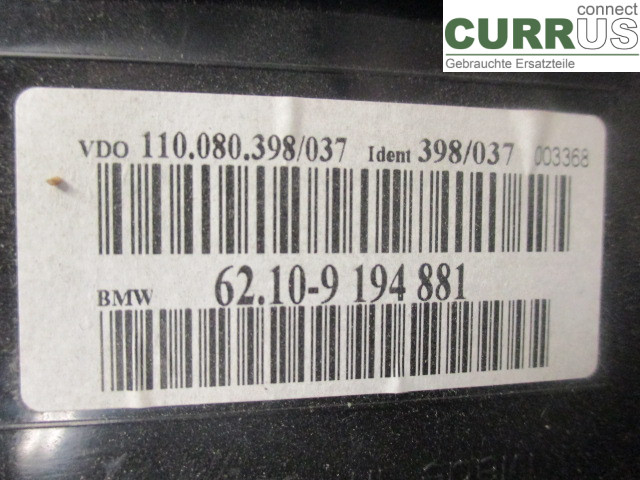 connect
CURRUS
Gebrauchte Ersatzteile
VDO 110.080.398/037 Ident 398/037 003368
BMW 62.10-9 194 881